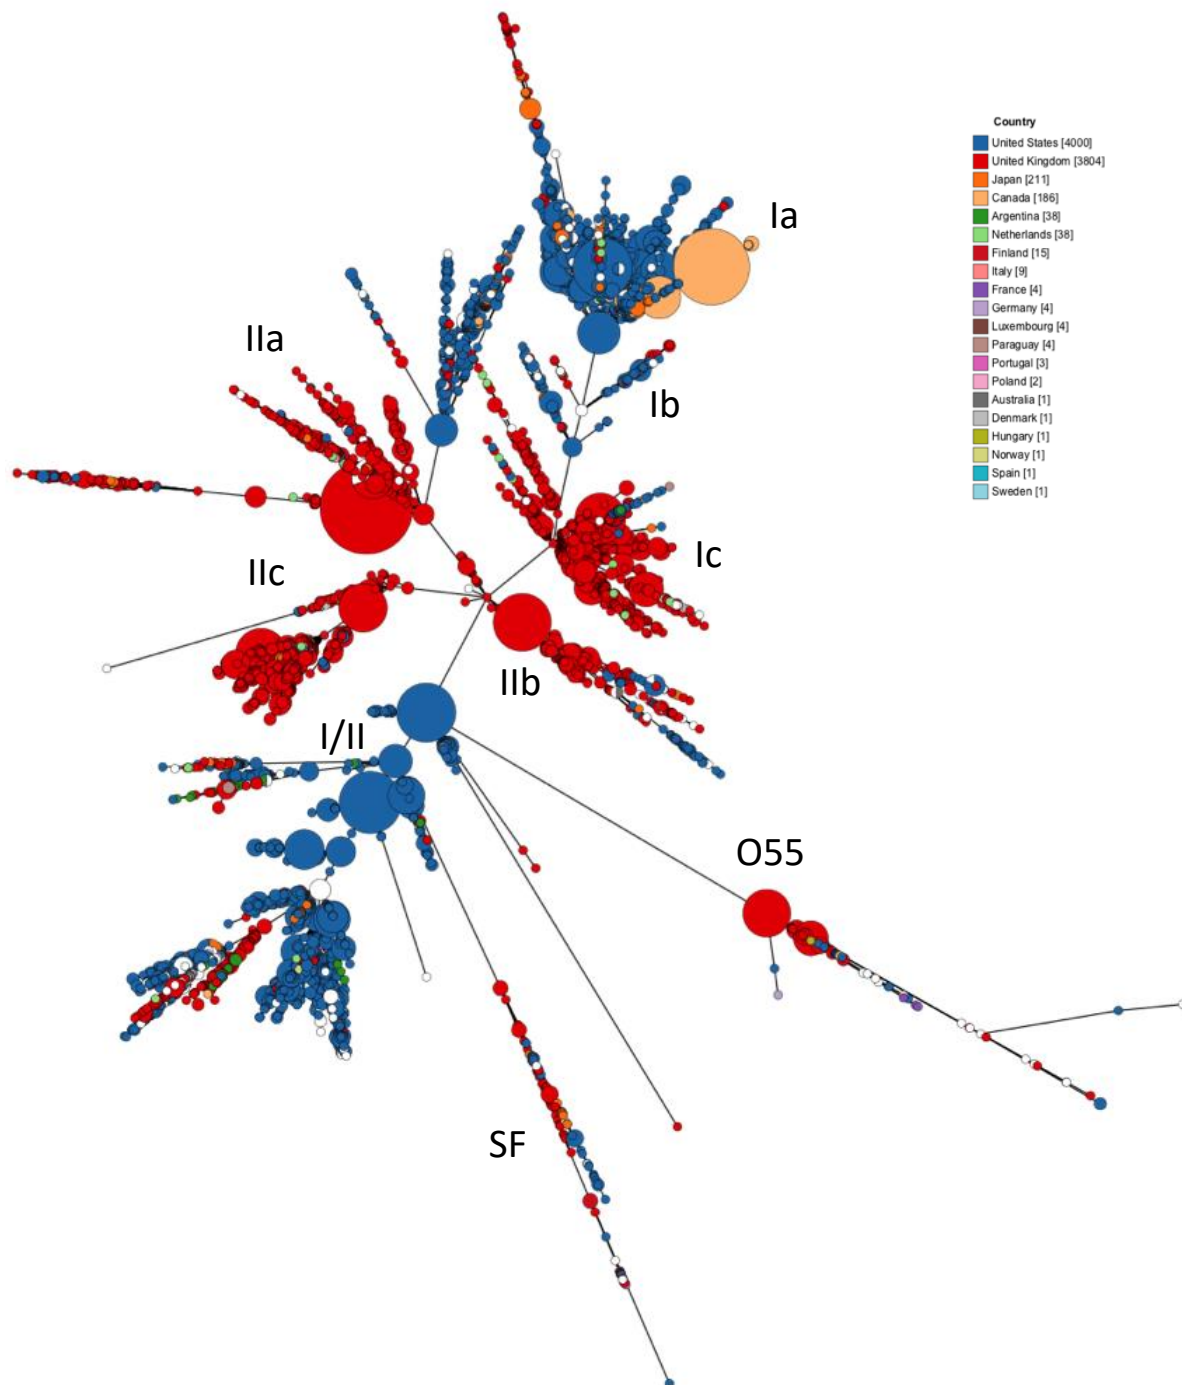 Country
United States [4000]
United Kingdom [3804]
Japan [211]
Canada [186]
Argentina [38]
Netherlands [38]
Finland [15]
Italy [9]
France [4]
Germany [4]
Luxembourg [4]
Paraguay [4]
Portugal [3]
Poland [2]
Australia [1]
Denmark [1]
Hungary [1]
Norway [1]
Spain [1]
Sweden [1]
Ia
IIa
Ib
Ic
IIc
IIb
I/II
O55
SF